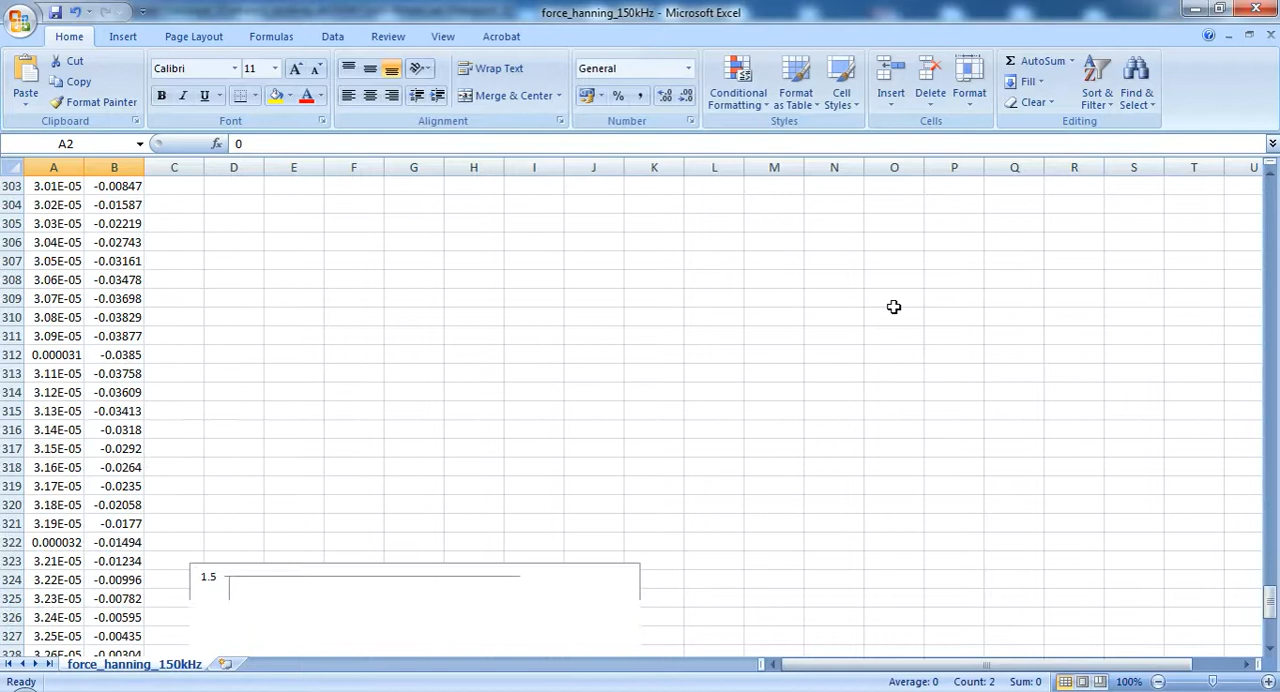 force_hanning_150kHz - Microsoft Excel
Home Insert Page Layout Formulas Data Review View Acrobat
Paste Cut Copy Format Painter Clipboard
Calibri 11 A A B I U A Font
Wrap Text Merge & Center Alignment
General % , .0 .00 .00 .0 Number
Conditional Formatting Format as Table Cell Styles Styles
Insert Delete Format Cells
Σ AutoSum Fill Clear Sort & Filter Find & Select Editing
A2 fx 0
A B C D E F G H I J K L M N O P Q R S T U
303 3.01E-05 -0.00847
304 3.02E-05 -0.01587
305 3.03E-05 -0.02219
306 3.04E-05 -0.02743
307 3.05E-05 -0.03161
308 3.06E-05 -0.03478
309 3.07E-05 -0.03698
310 3.08E-05 -0.03829
311 3.09E-05 -0.03877
312 0.000031 -0.0385
313 3.11E-05 -0.03758
314 3.12E-05 -0.03609
315 3.13E-05 -0.03413
316 3.14E-05 -0.0318
317 3.15E-05 -0.0292
318 3.16E-05 -0.0264
319 3.17E-05 -0.0235
320 3.18E-05 -0.02058
321 3.19E-05 -0.0177
322 0.000032 -0.01494
323 3.21E-05 -0.01234
324 3.22E-05 -0.00996 1.5
325 3.23E-05 -0.00782
326 3.24E-05 -0.00595
327 3.25E-05 -0.00435
328 3.26E-05 -0.00304
force_hanning_150kHz
Ready Average: 0 Count: 2 Sum: 0 100%